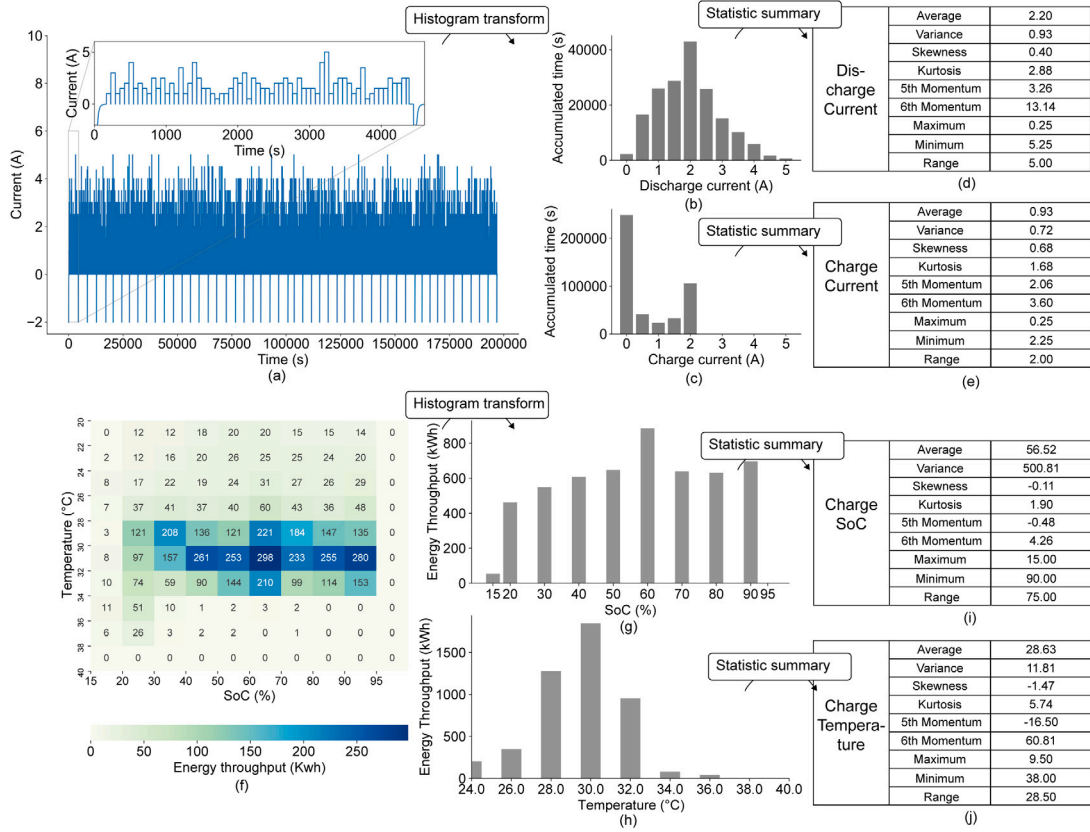 Histogram transform
10
8
6
4
2
0
−2
Current (A)
5
0
Current (A)
0 1000 2000 3000 4000
Time (s)
0 25000 50000 75000 100000 125000 150000 175000 200000
Time (s)
(a)
Statistic summary
40000
20000
0
Accumulated time (s)
0 1 2 3 4 5
Discharge current (A)
(b)
Dis-
charge
Current
Average 2.20
Variance 0.93
Skewness 0.40
Kurtosis 2.88
5th Momentum 3.26
6th Momentum 13.14
Maximum 0.25
Minimum 5.25
Range 5.00
(d)
Statistic summary
200000
100000
0
Accumulated time (s)
0 1 2 3 4 5
Charge current (A)
(c)
Charge
Current
Average 0.93
Variance 0.72
Skewness 0.68
Kurtosis 1.68
5th Momentum 2.06
6th Momentum 3.60
Maximum 0.25
Minimum 2.25
Range 2.00
(e)
Histogram transform
Temperature (°C)
20
22
24
26
28
30
32
34
36
38
40
0 12 12 18 20 20 15 15 14 0
2 12 16 20 26 25 25 24 20 0
8 17 22 19 24 31 27 26 29 0
7 37 41 37 40 60 43 36 48 0
3 121 208 136 121 221 184 147 135 0
8 97 157 261 253 298 233 255 280 0
10 74 59 90 144 210 99 114 153 0
11 51 10 1 2 3 2 0 0 0
6 26 3 2 2 0 1 0 0 0
0 0 0 0 0 0 0 0 0 0
15 20 30 40 50 60 70 80 90 95
SoC (%)
0 50 100 150 200 250
Energy throughput (Kwh)
(f)
Statistic summary
800
600
400
200
0
Energy Throughput (kWh)
15 20 30 40 50 60 70 80 90 95
SoC (%)
(g)
Charge
SoC
Average 56.52
Variance 500.81
Skewness -0.11
Kurtosis 1.90
5th Momentum -0.48
6th Momentum 4.26
Maximum 15.00
Minimum 90.00
Range 75.00
(i)
Statistic summary
1500
1000
500
0
Energy Throughput (kWh)
24.0 26.0 28.0 30.0 32.0 34.0 36.0 38.0 40.0
Temperature (°C)
(h)
Charge
Tempera-
ture
Average 28.63
Variance 11.81
Skewness -1.47
Kurtosis 5.74
5th Momentum -16.50
6th Momentum 60.81
Maximum 9.50
Minimum 38.00
Range 28.50
(j)